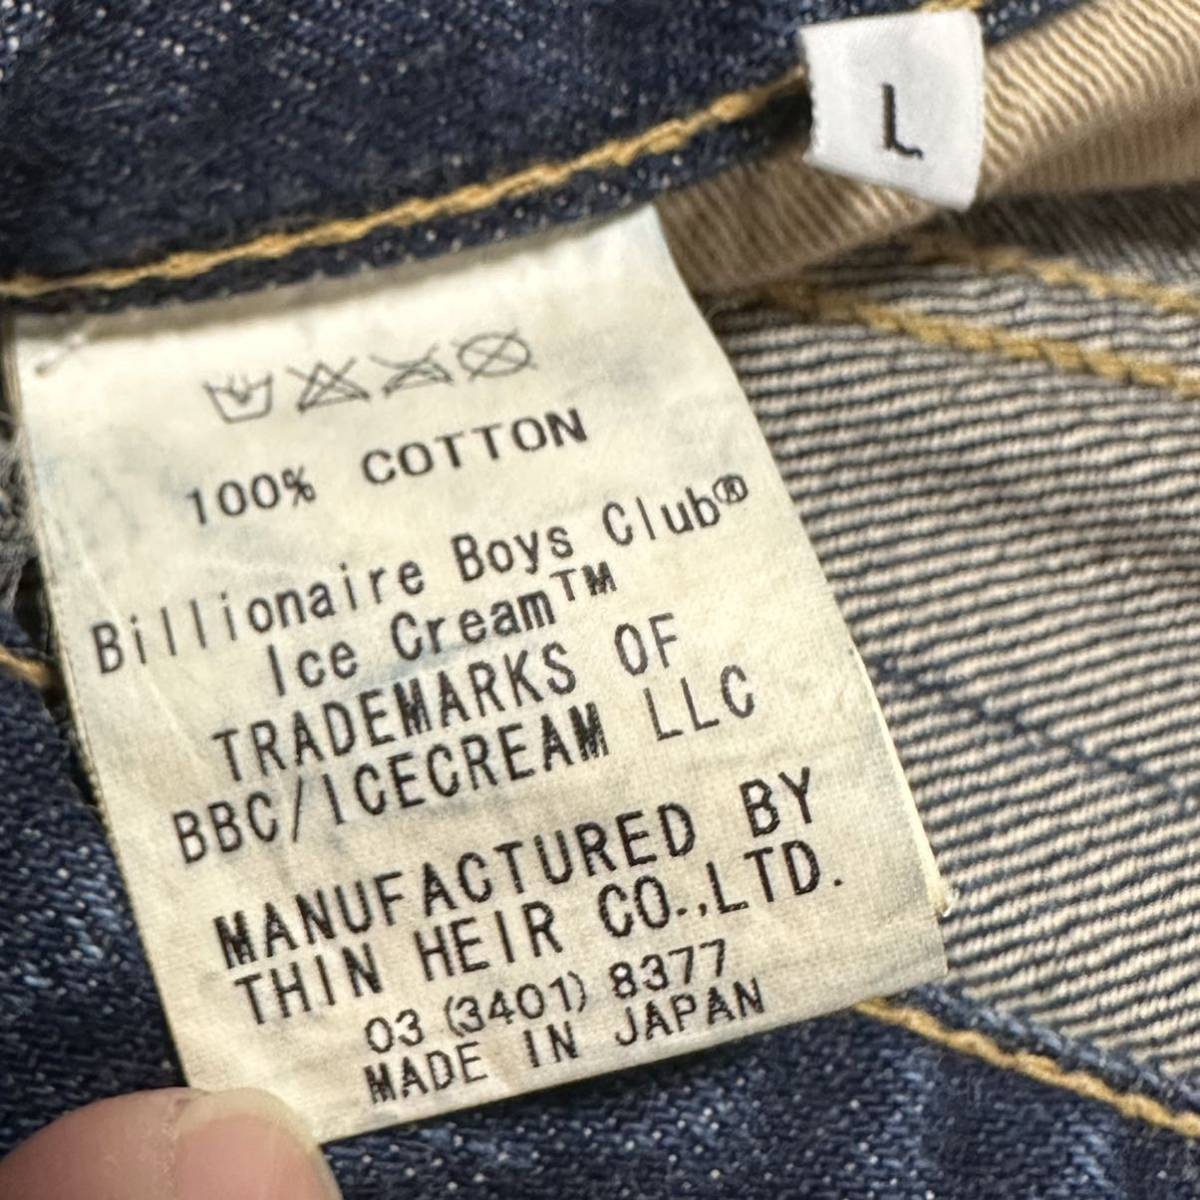 L
100% COTTON
Billionaire Boys Club®
Ice Cream™
TRADEMARKS OF
BBC/ICECREAM LLC
MANUFACTURED BY
THIN HEIR CO.,LTD.
03 (3401) 8377
MADE IN JAPAN